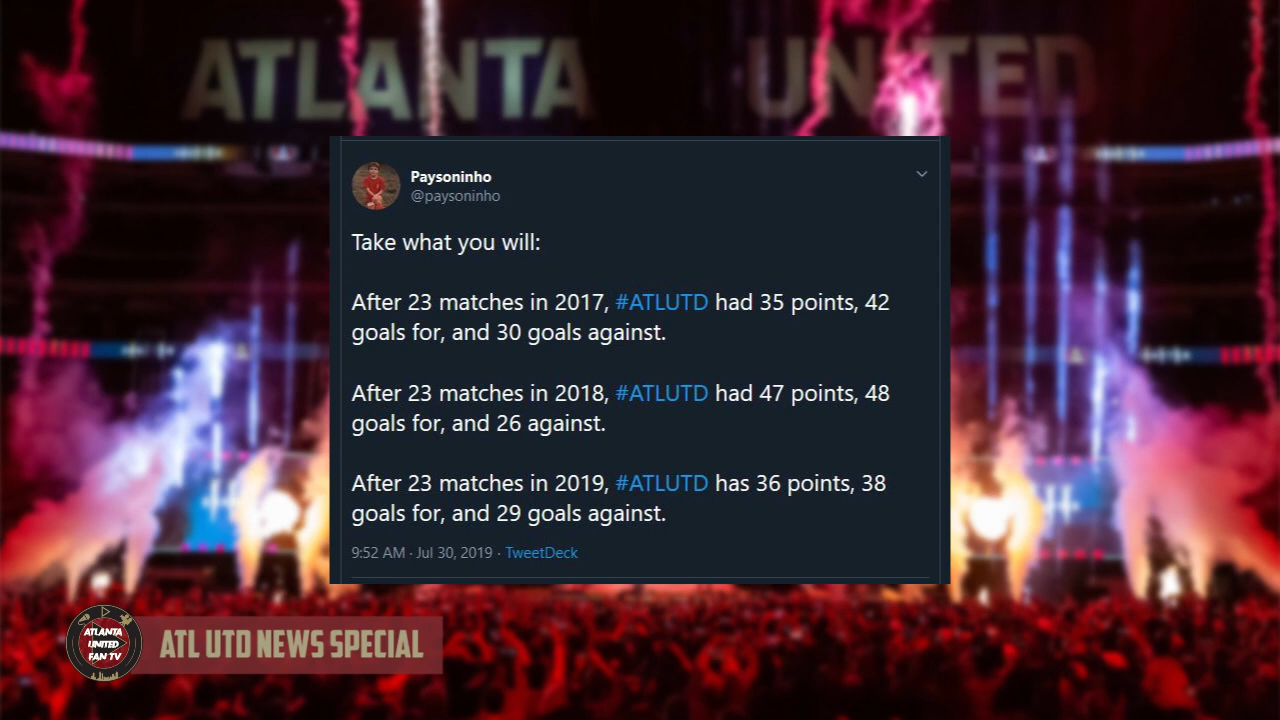 ATLANTA UNITED
Paysoninho
@paysoninho
Take what you will:
After 23 matches in 2017, #ATLUTD had 35 points, 42
goals for, and 30 goals against.
After 23 matches in 2018, #ATLUTD had 47 points, 48
goals for, and 26 against.
After 23 matches in 2019, #ATLUTD has 36 points, 38
goals for, and 29 goals against.
9:52 AM · Jul 30, 2019 · TweetDeck
ATLANTA
UNITED
FAN TV
ATL UTD NEWS SPECIAL